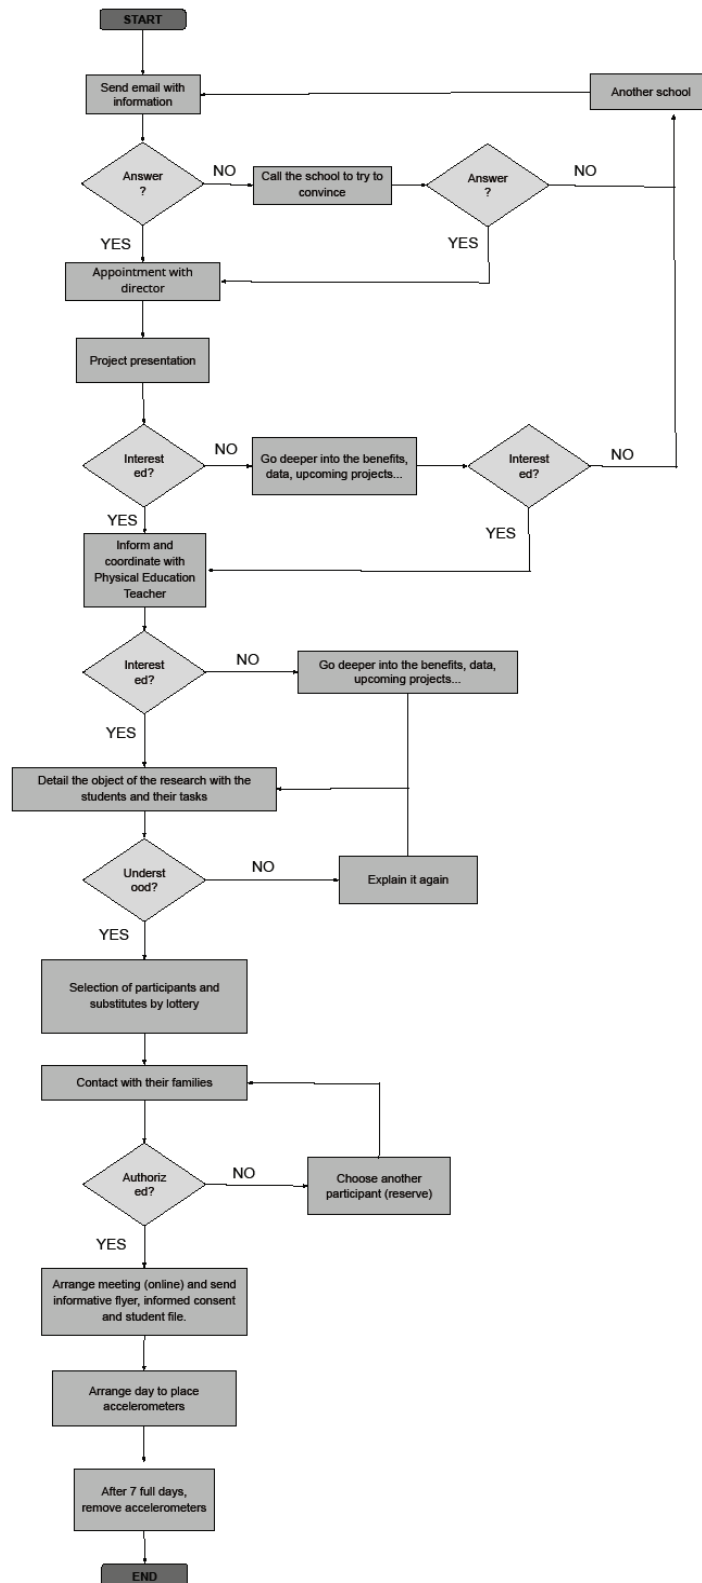 START
Send email with
information
Another school
Answer
?
NO
Call the school to try to
convince
Answer
?
NO
YES
YES
Appointment with
director
Project presentation
Interest
ed?
NO
Go deeper into the benefits,
data, upcoming projects...
Interest
ed?
NO
YES
YES
Inform and
coordinate with
Physical Education
Teacher
Interest
ed?
NO
Go deeper into the benefits, data,
upcoming projects...
YES
Detail the object of the research with the
students and their tasks
Underst
ood?
NO
Explain it again
YES
Selection of participants and
substitutes by lottery
Contact with their families
Authoriz
ed?
NO
Choose another
participant (reserve)
YES
Arrange meeting (online) and send
informative flyer, informed consent
and student file.
Arrange day to place
accelerometers
After 7 full days,
remove accelerometers
END